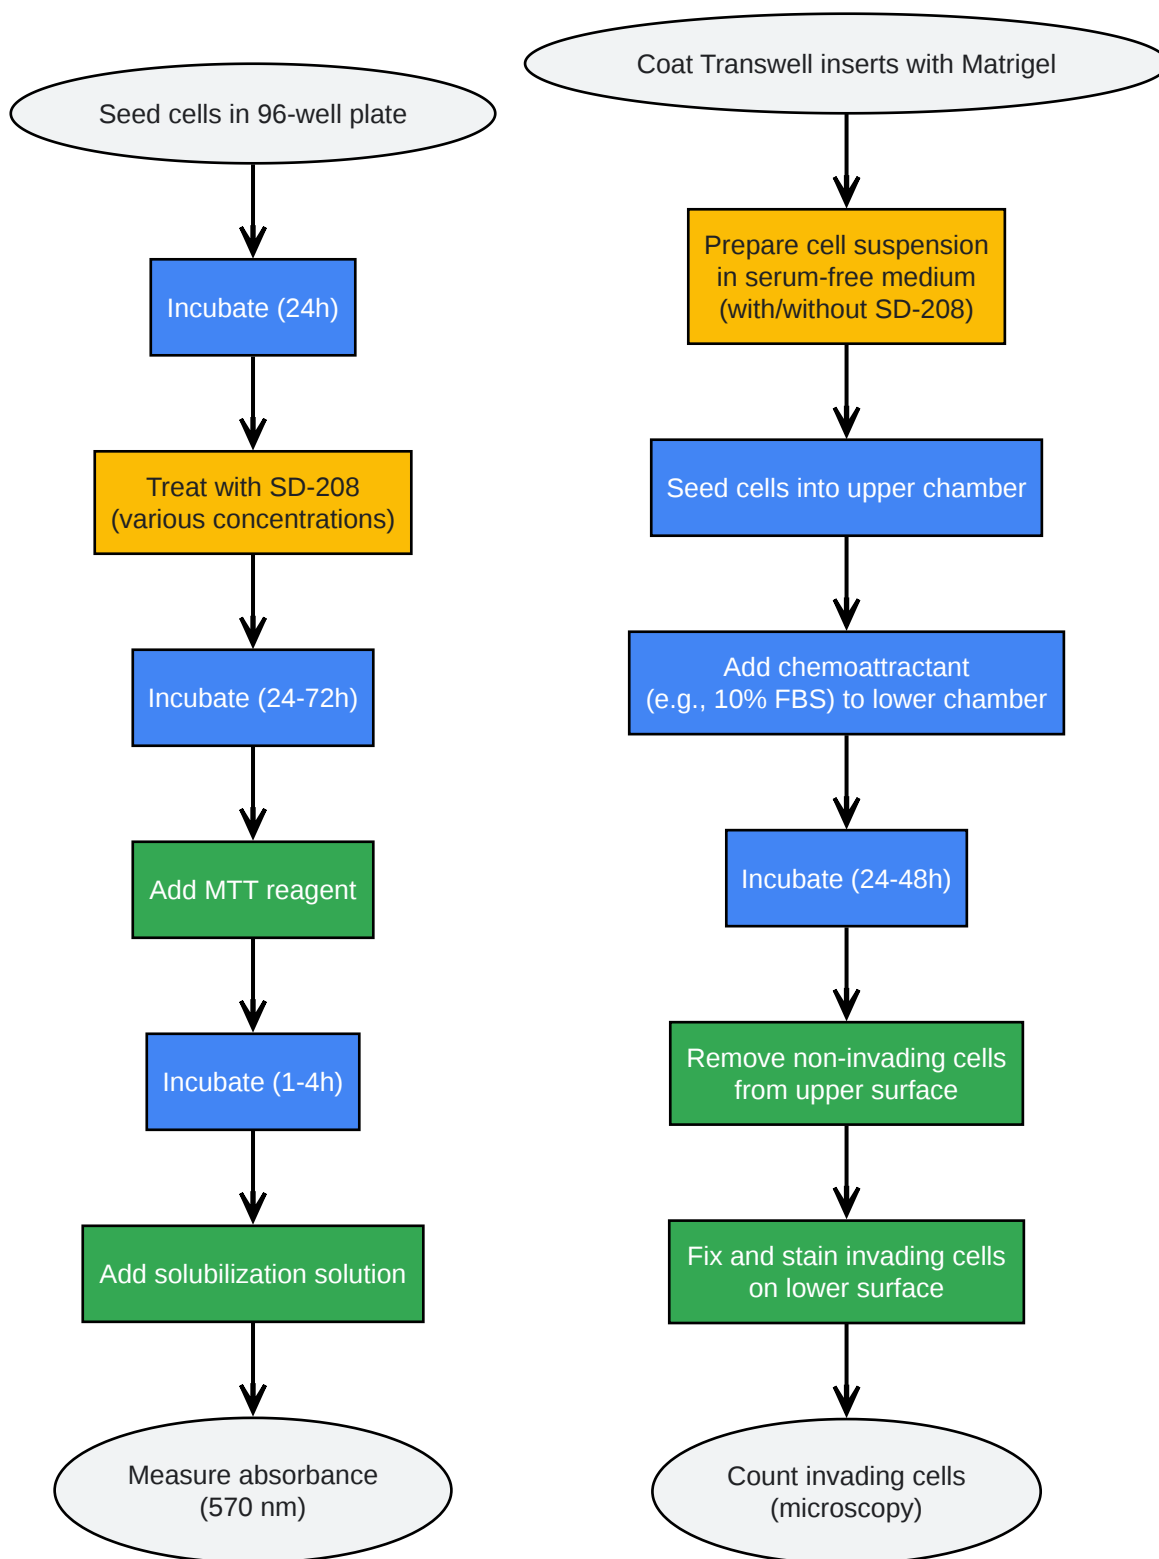 Seed cells in 96-well plate
Incubate (24h)
Treat with SD-208
(various concentrations)
Incubate (24-72h)
Add MTT reagent
Incubate (1-4h)
Add solubilization solution
Measure absorbance
(570 nm)
Coat Transwell inserts with Matrigel
Prepare cell suspension
in serum-free medium
(with/without SD-208)
Seed cells into upper chamber
Add chemoattractant
(e.g., 10% FBS) to lower chamber
Incubate (24-48h)
Remove non-invading cells
from upper surface
Fix and stain invading cells
on lower surface
Count invading cells
(microscopy)